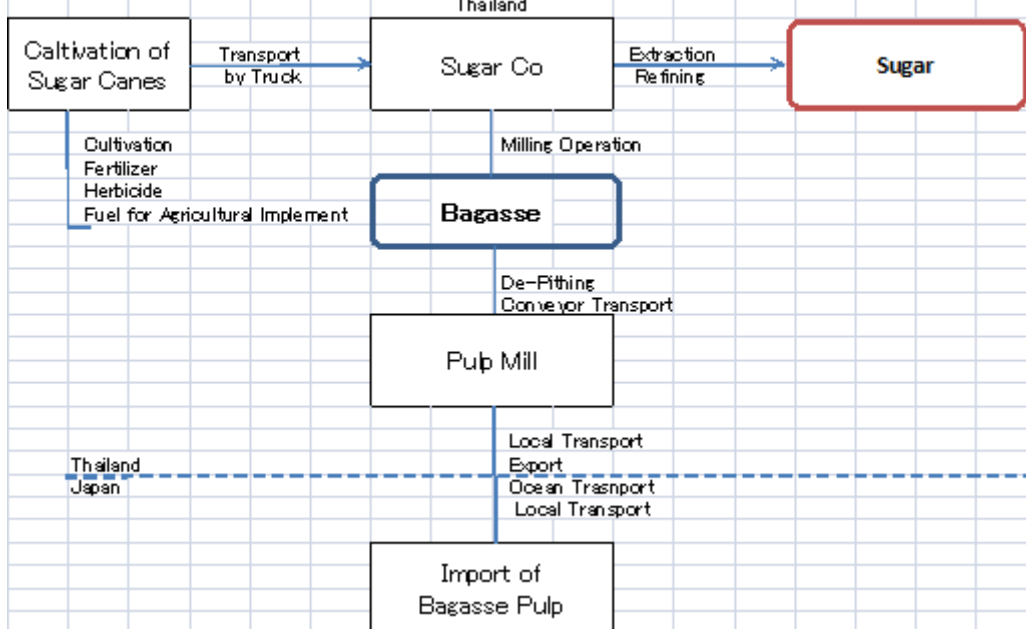 Thailand
Caltivation of
Sugar Canes
Transport
by Truck
Sugar Co
Extraction
Refining
Sugar
Cultivation
Fertilizer
Herbicide
Fuel for Agricultural Implement
Milling Operation
Bagasse
De-Pithing
Conveyor Transport
Pulp Mill
Local Transport
Thailand
Export
Japan
Ocean Trasnport
Local Transport
Import of
Bagasse Pulp